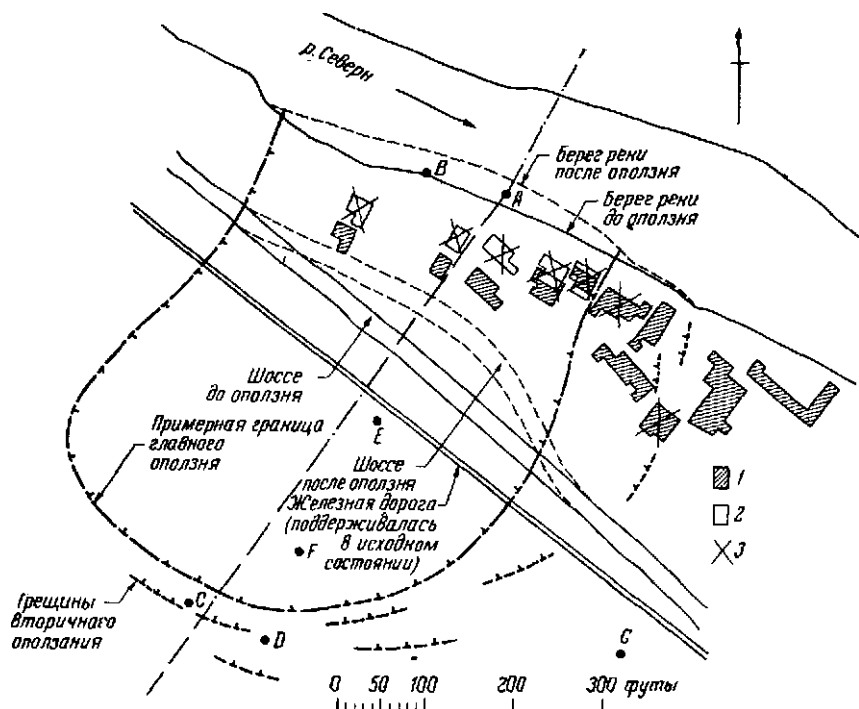 р. Северн
Берег реки
после оползня
Берег реки
до оползня
B
A
Шоссе
до оползня
Примерная граница
главного
оползня
E
Шоссе
после оползня
Железная дорога
(поддерживалась
в исходном
состоянии)
F
1
2
3
Трещины
вторичного
оползания
C
D
G
0 50 100 200 300 футы